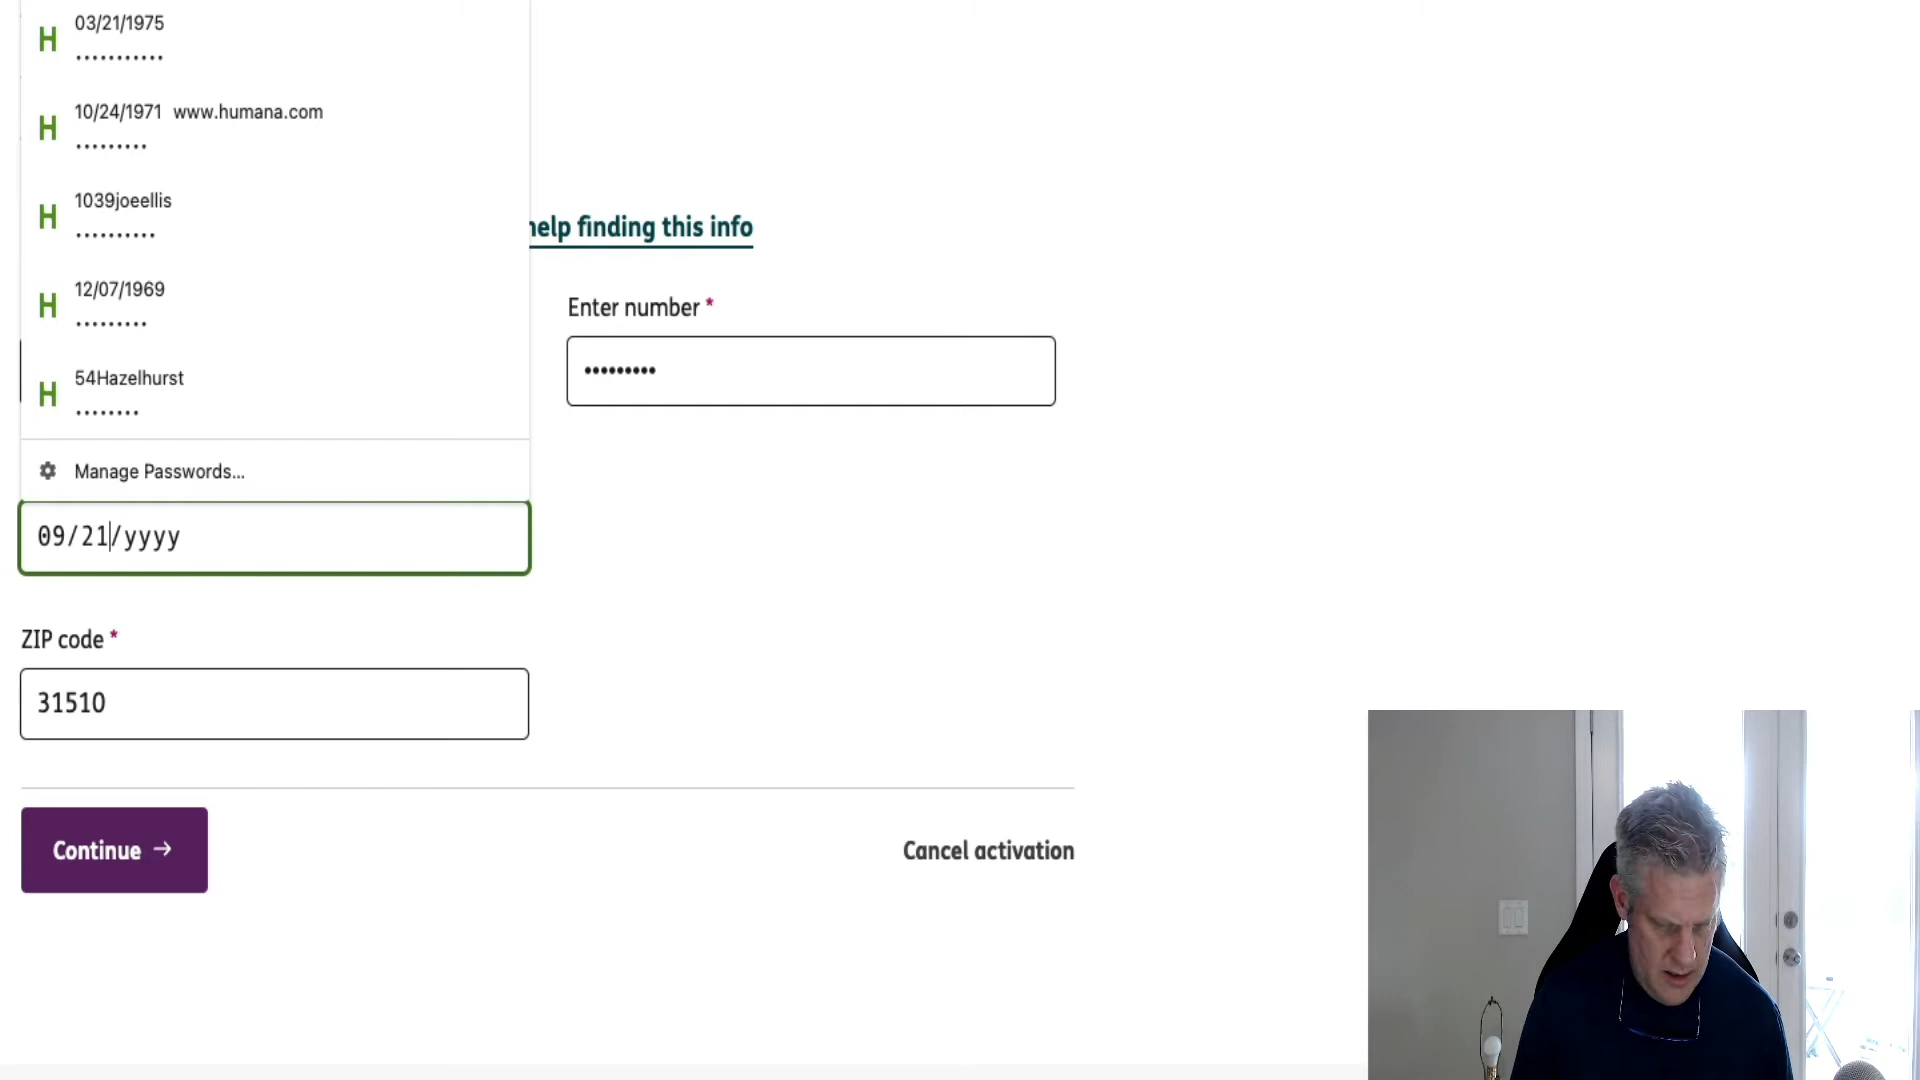 H 03/21/1975
•••••••••••
H 10/24/1971 www.humana.com
•••••••••
H 1039joeellis
••••••••••
H 12/07/1969
•••••••••
H 54Hazelhurst
••••••••
Manage Passwords...
help finding this info
Enter number *
•••••••••
09/21/yyyy
ZIP code *
31510
Continue →
Cancel activation